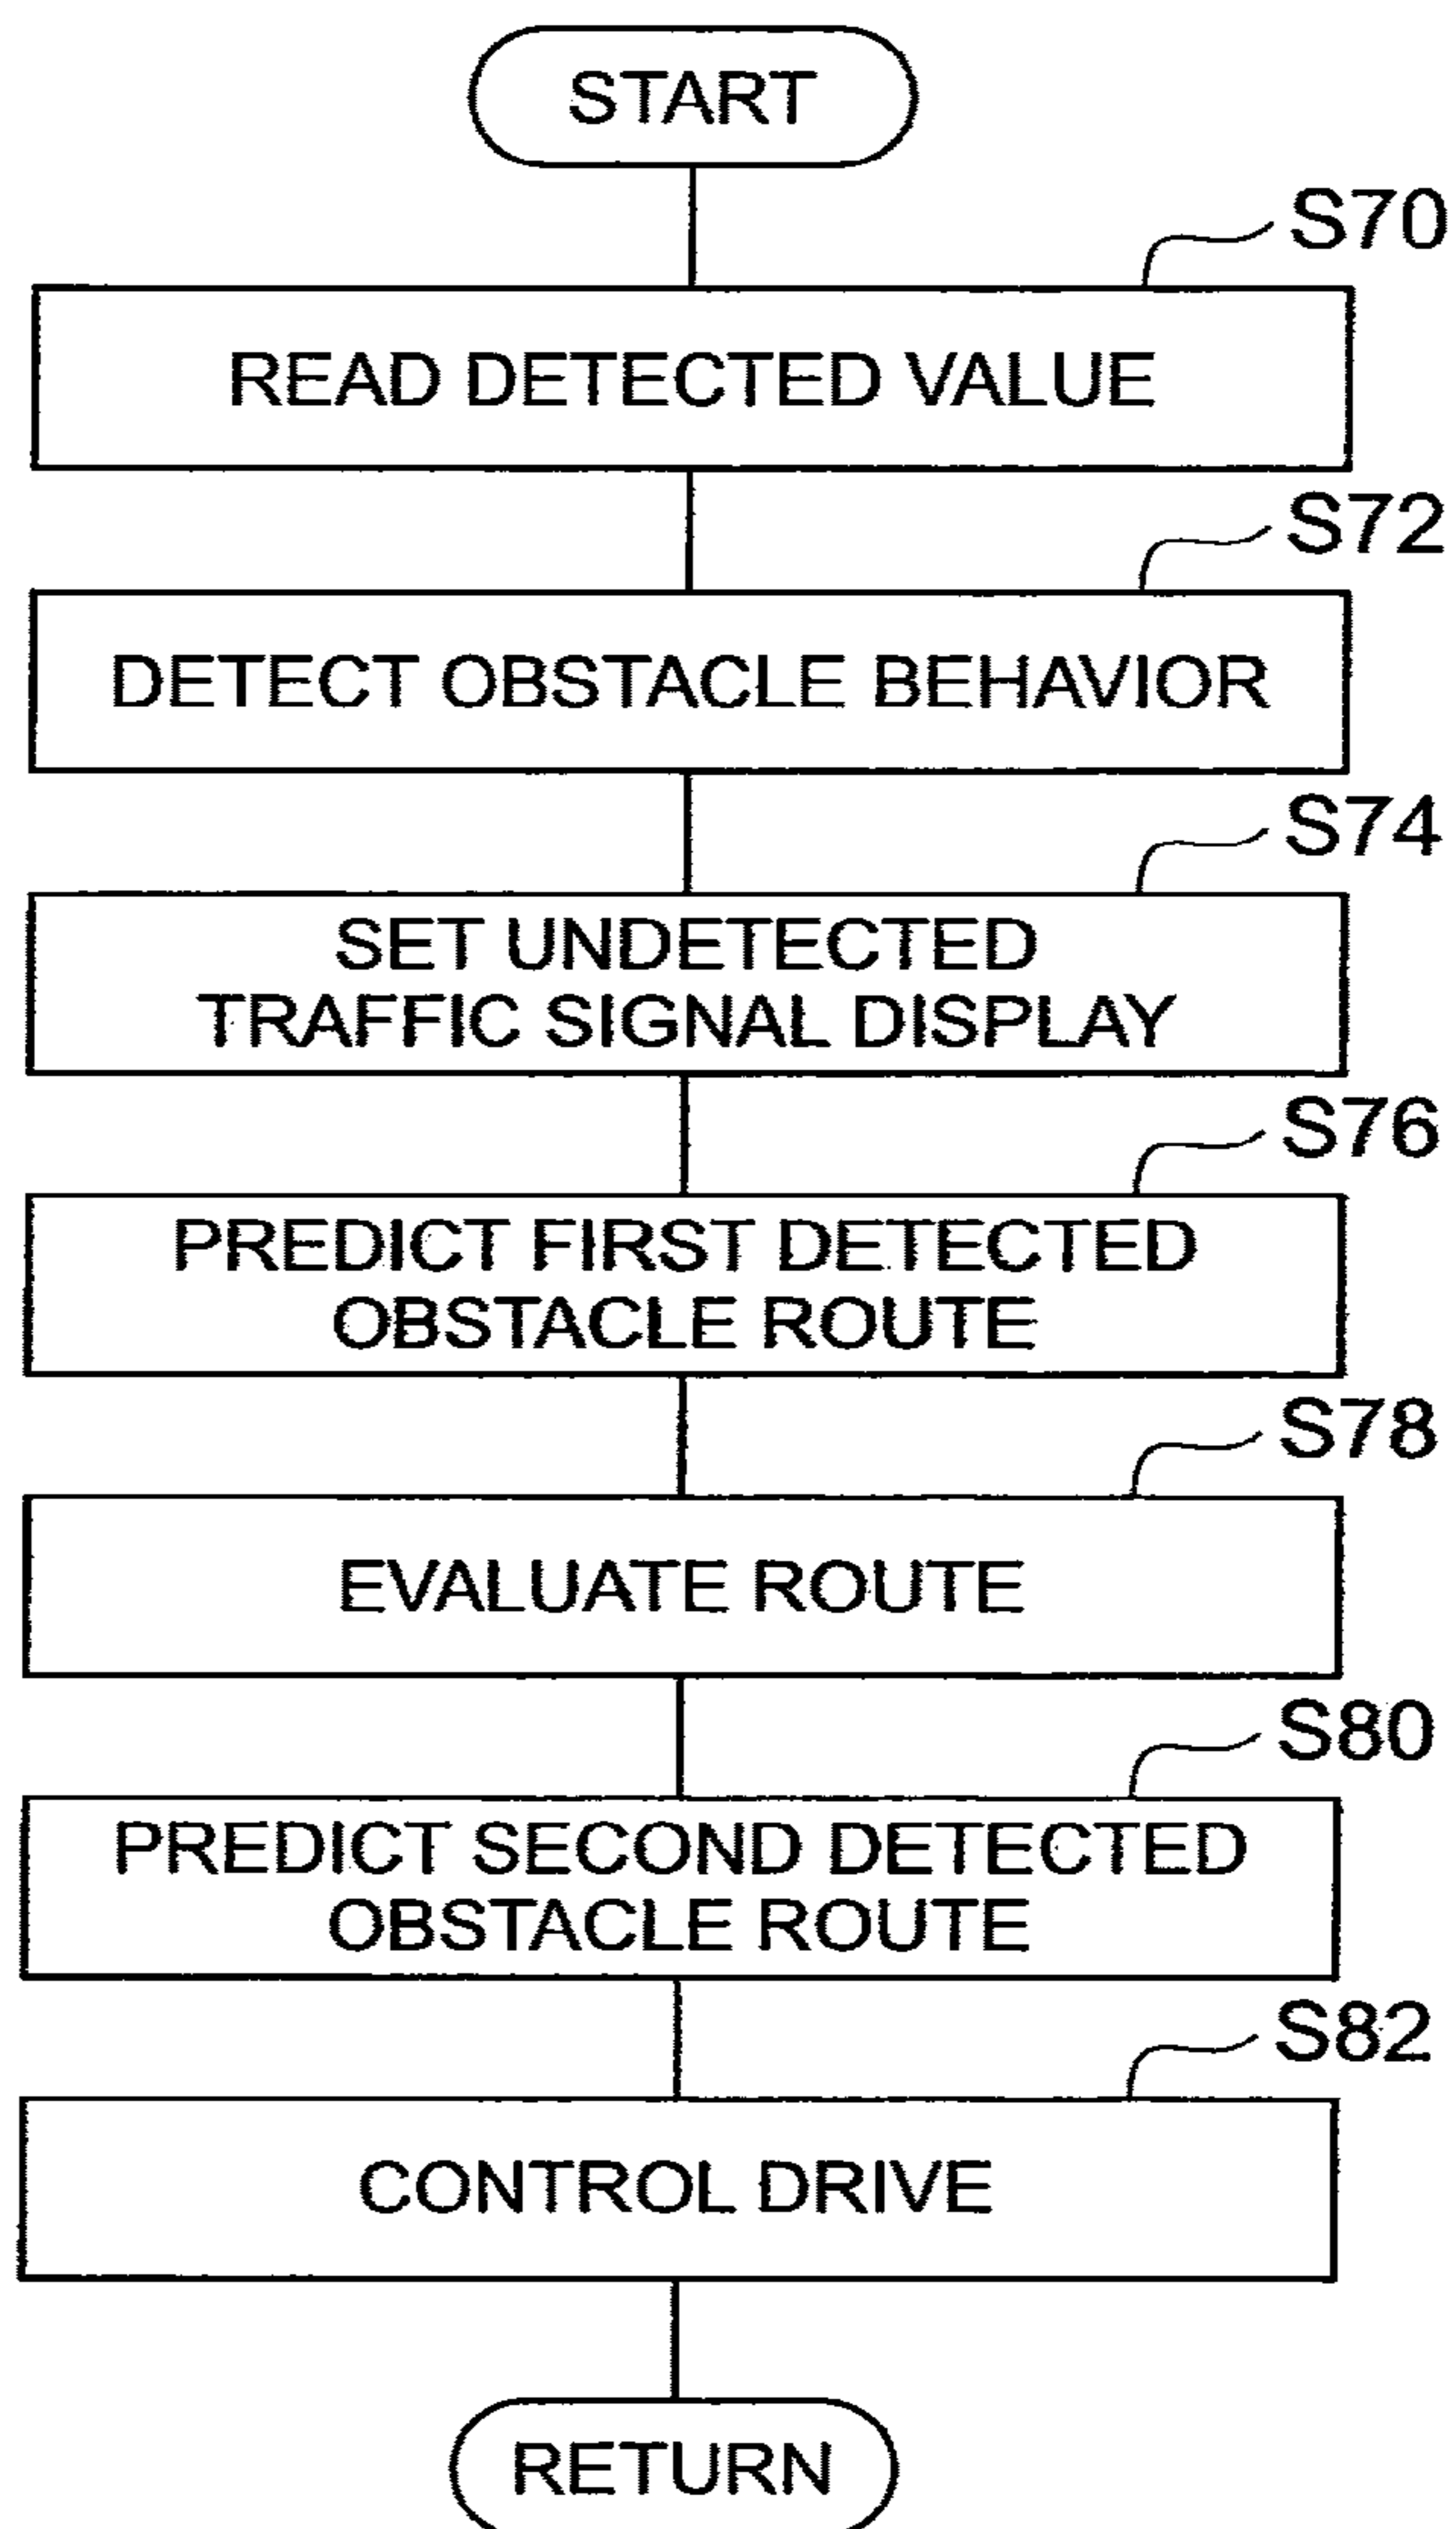 START
S70
READ DETECTED VALUE
S72
DETECT OBSTACLE BEHAVIOR
S74
SET UNDETECTED
TRAFFIC SIGNAL DISPLAY
S76
PREDICT FIRST DETECTED
OBSTACLE ROUTE
S78
EVALUATE ROUTE
S80
PREDICT SECOND DETECTED
OBSTACLE ROUTE
S82
CONTROL DRIVE
RETURN